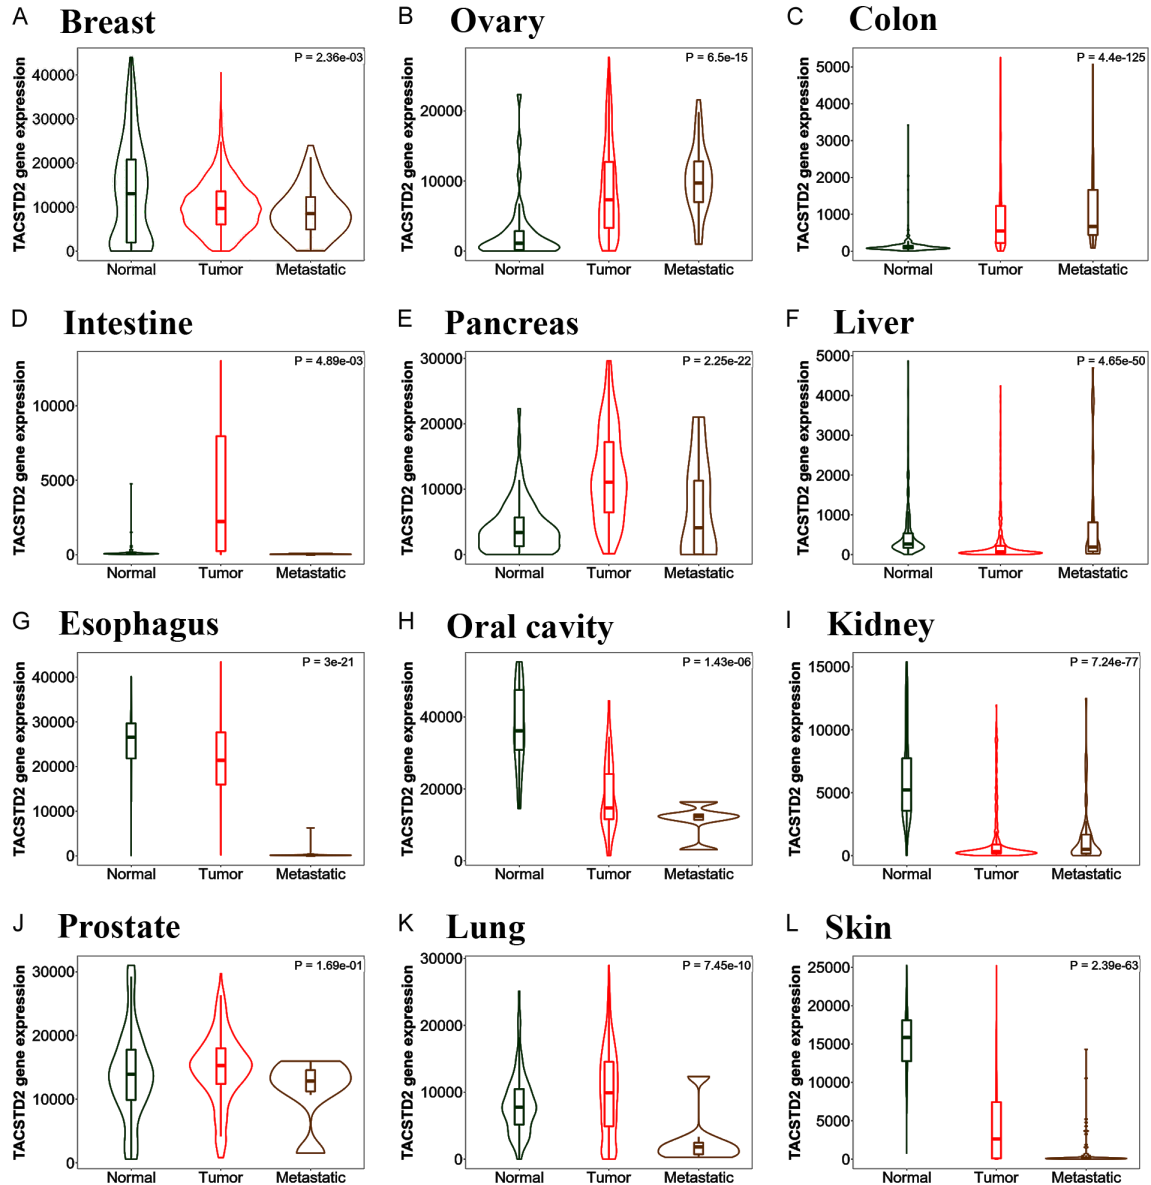 A Breast
P = 2.36e-03
TACSTD2 gene expression
40000
30000
20000
10000
0
Normal Tumor Metastatic
B Ovary
P = 6.5e-15
TACSTD2 gene expression
20000
10000
0
Normal Tumor Metastatic
C Colon
P = 4.4e-125
TACSTD2 gene expression
5000
4000
3000
2000
1000
0
Normal Tumor Metastatic
D Intestine
P = 4.89e-03
TACSTD2 gene expression
10000
5000
0
Normal Tumor Metastatic
E Pancreas
P = 2.25e-22
TACSTD2 gene expression
30000
20000
10000
0
Normal Tumor Metastatic
F Liver
P = 4.65e-50
TACSTD2 gene expression
5000
4000
3000
2000
1000
0
Normal Tumor Metastatic
G Esophagus
P = 3e-21
TACSTD2 gene expression
40000
30000
20000
10000
0
Normal Tumor Metastatic
H Oral cavity
P = 1.43e-06
TACSTD2 gene expression
40000
20000
0
Normal Tumor Metastatic
I Kidney
P = 7.24e-77
TACSTD2 gene expression
15000
10000
5000
0
Normal Tumor Metastatic
J Prostate
P = 1.69e-01
TACSTD2 gene expression
30000
20000
10000
0
Normal Tumor Metastatic
K Lung
P = 7.45e-10
TACSTD2 gene expression
30000
20000
10000
0
Normal Tumor Metastatic
L Skin
P = 2.39e-63
TACSTD2 gene expression
25000
20000
15000
10000
5000
0
Normal Tumor Metastatic